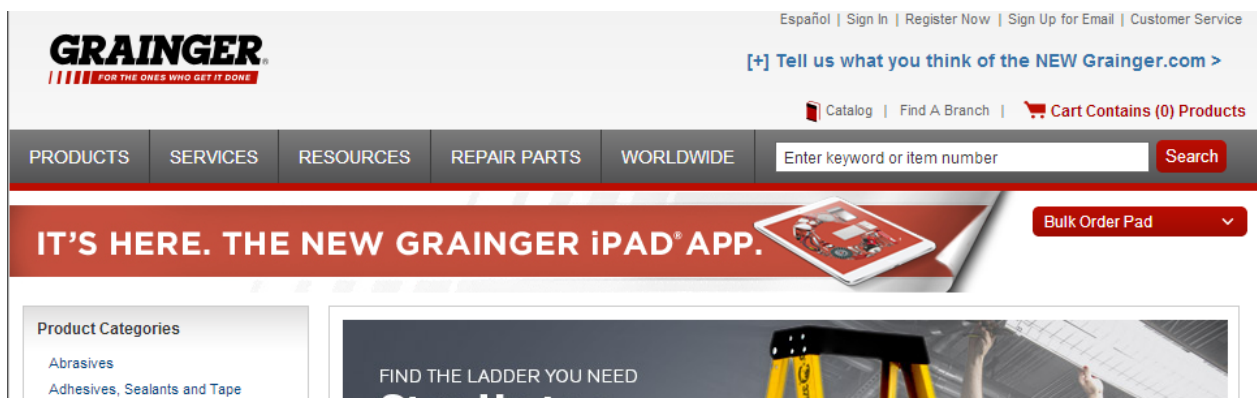 Español | Sign In | Register Now | Sign Up for Email | Customer Service
GRAINGER®
FOR THE ONES WHO GET IT DONE
[+] Tell us what you think of the NEW Grainger.com >
Catalog | Find A Branch | Cart Contains (0) Products
PRODUCTS SERVICES RESOURCES REPAIR PARTS WORLDWIDE Enter keyword or item number Search
IT'S HERE. THE NEW GRAINGER iPAD® APP.
Bulk Order Pad
Product Categories
Abrasives
Adhesives, Sealants and Tape
FIND THE LADDER YOU NEED